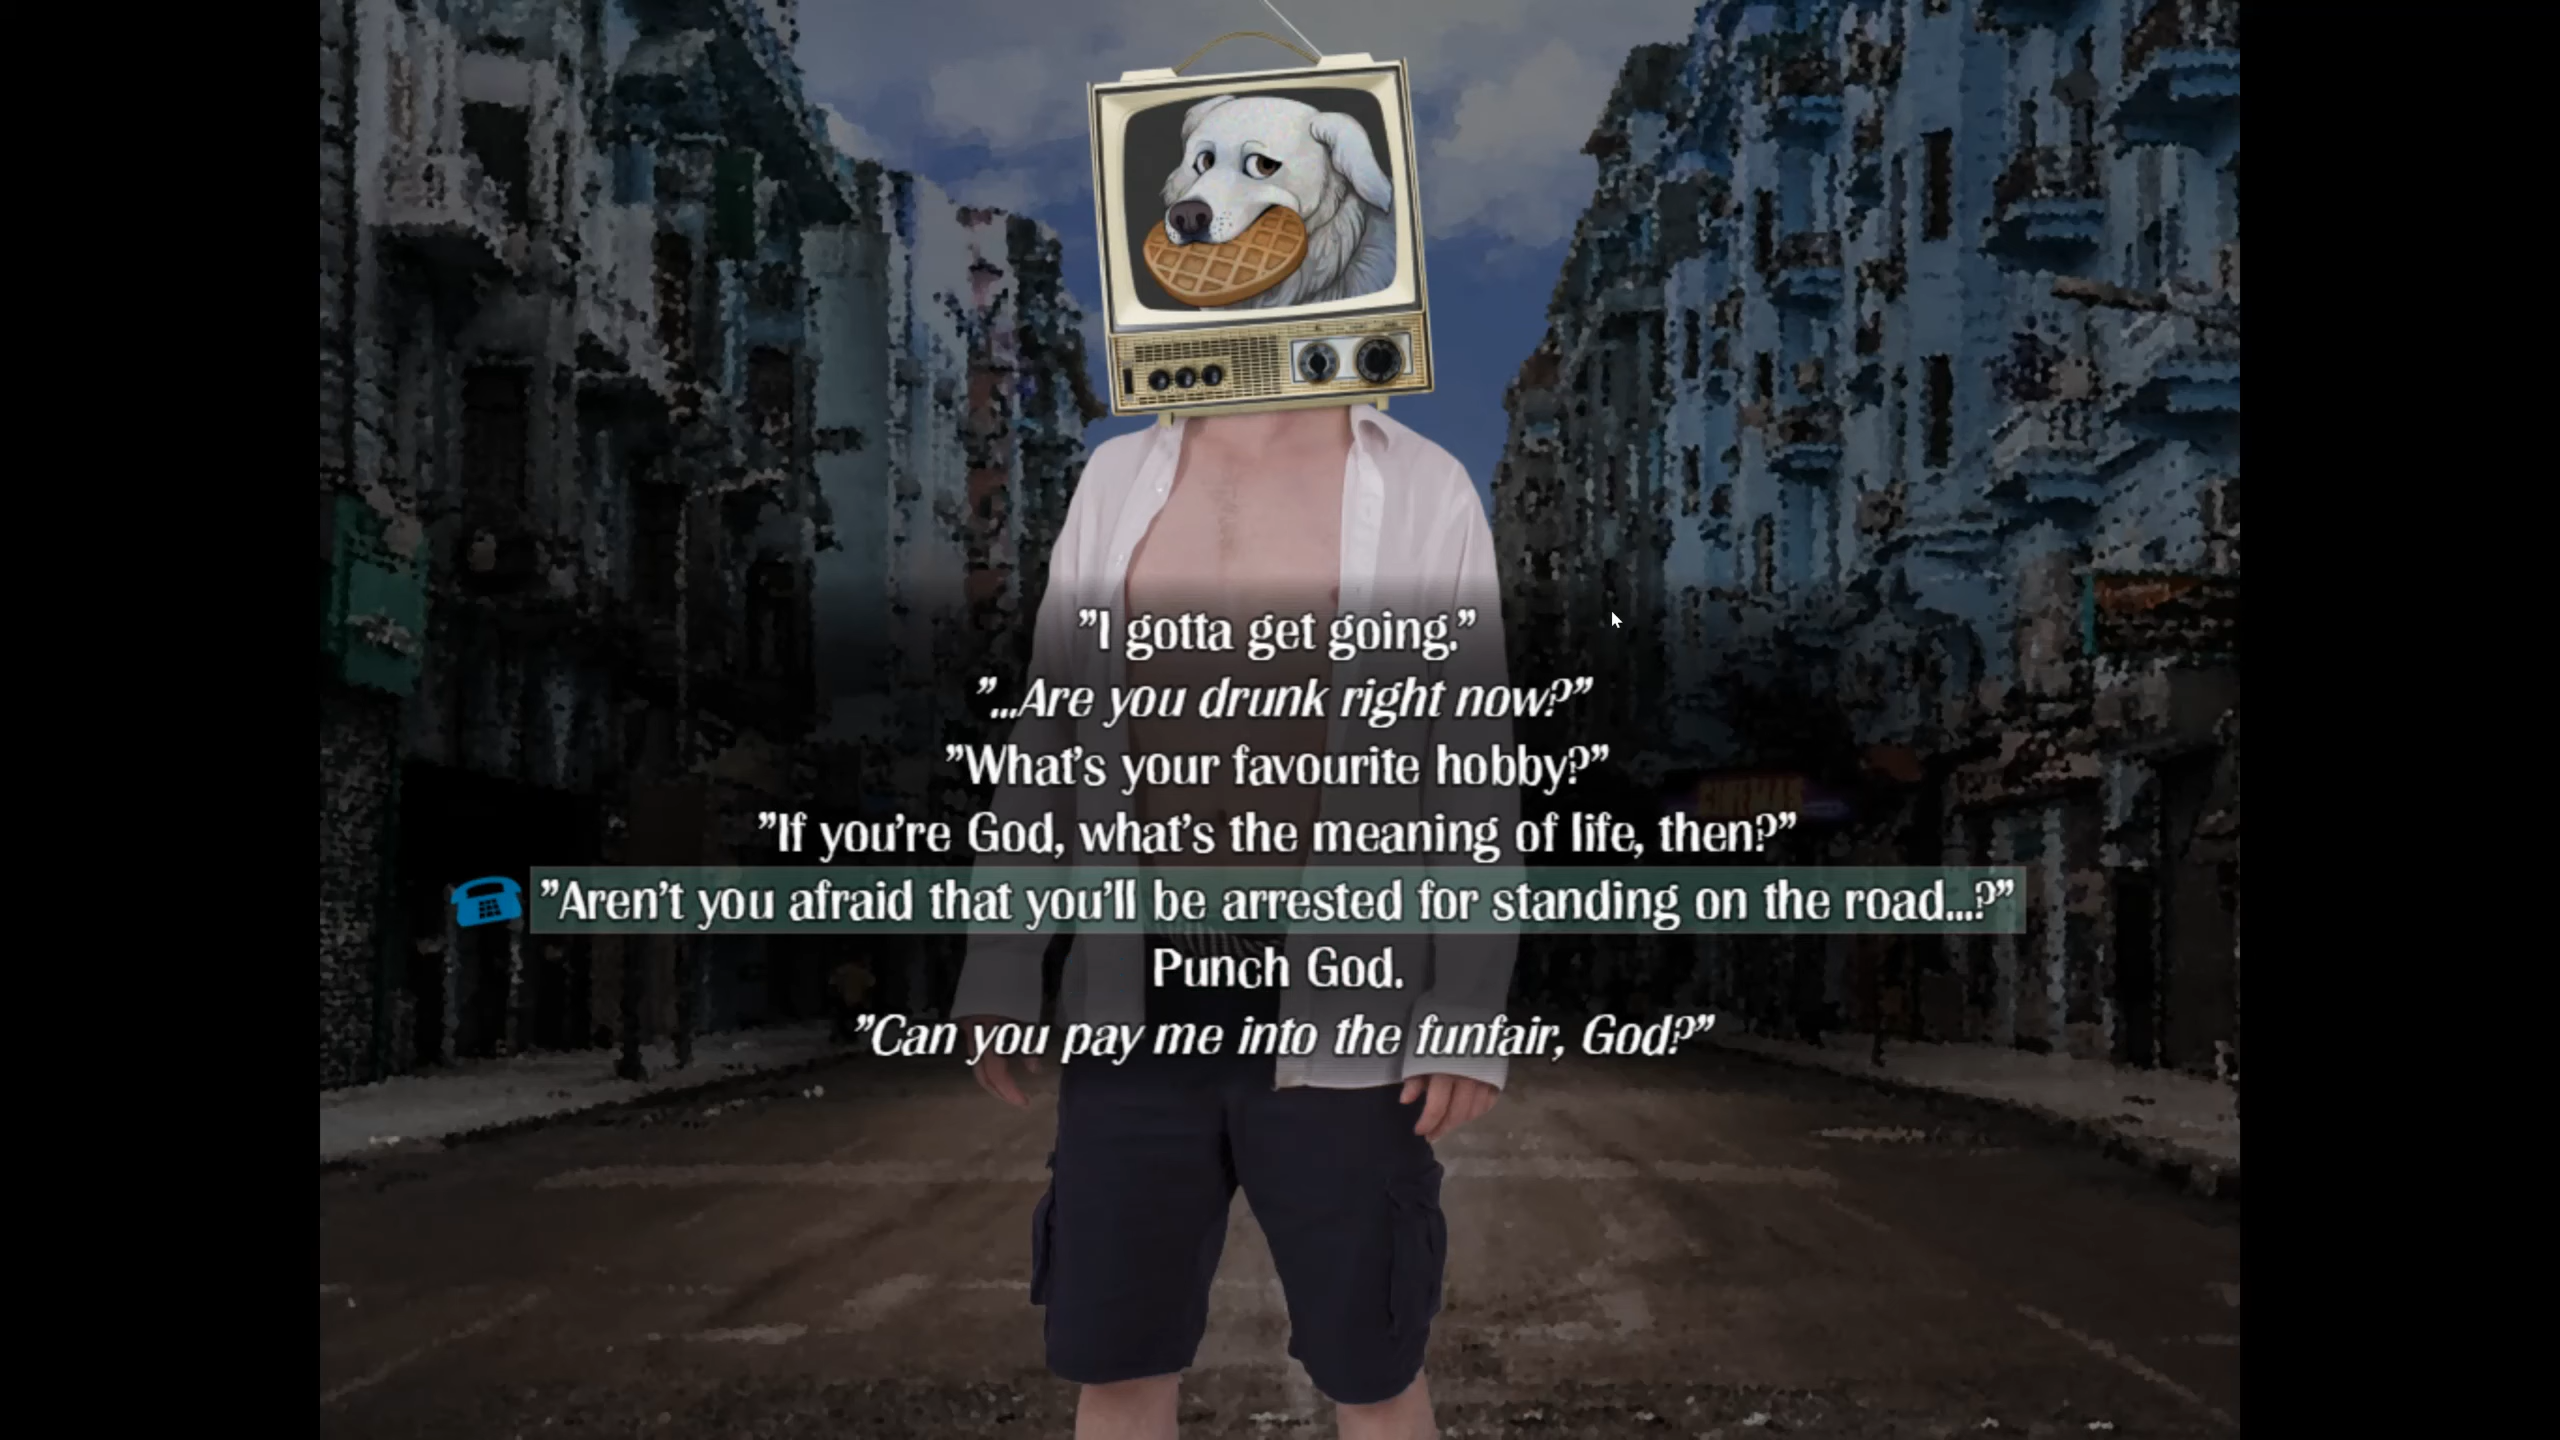 ”I gotta get going.”
”...Are you drunk right now?”
”What’s your favourite hobby?”
”If you’re God, what’s the meaning of life, then?”
”Aren’t you afraid that you’ll be arrested for standing on the road...?”
Punch God.
”Can you pay me into the funfair, God?”